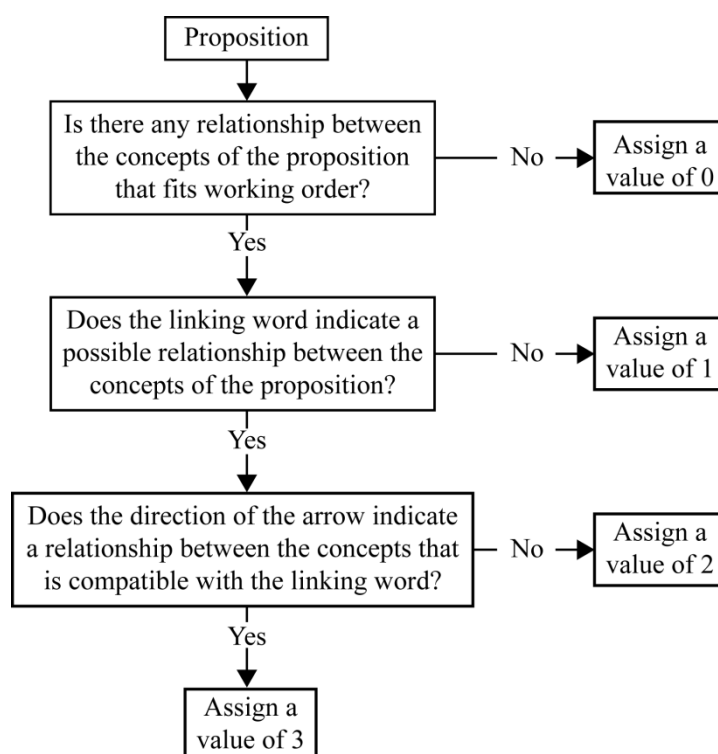 Proposition
Is there any relationship between
the concepts of the proposition
that fits working order?
No
Assign a
value of 0
Yes
Does the linking word indicate a
possible relationship between the
concepts of the proposition?
No
Assign a
value of 1
Yes
Does the direction of the arrow indicate
a relationship between the concepts that
is compatible with the linking word?
No
Assign a
value of 2
Yes
Assign a
value of 3